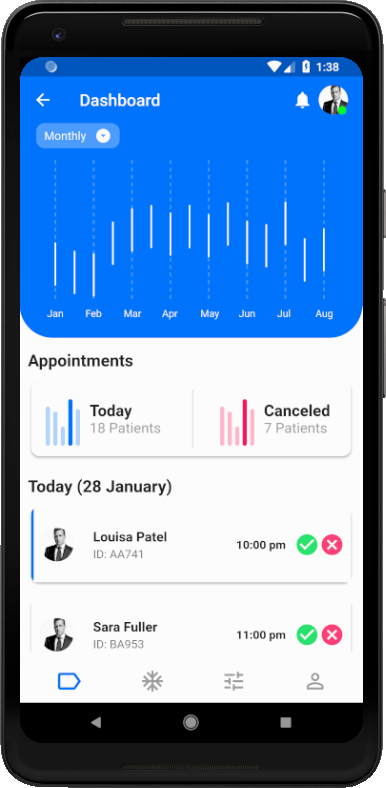 1:38
Dashboard
Monthly
Jan Feb Mar Apr May Jun Jul Aug
Appointments
Today
18 Patients
Canceled
7 Patients
Today (28 January)
Louisa Patel
ID: AA741
10:00 pm
Sara Fuller
ID: BA953
11:00 pm